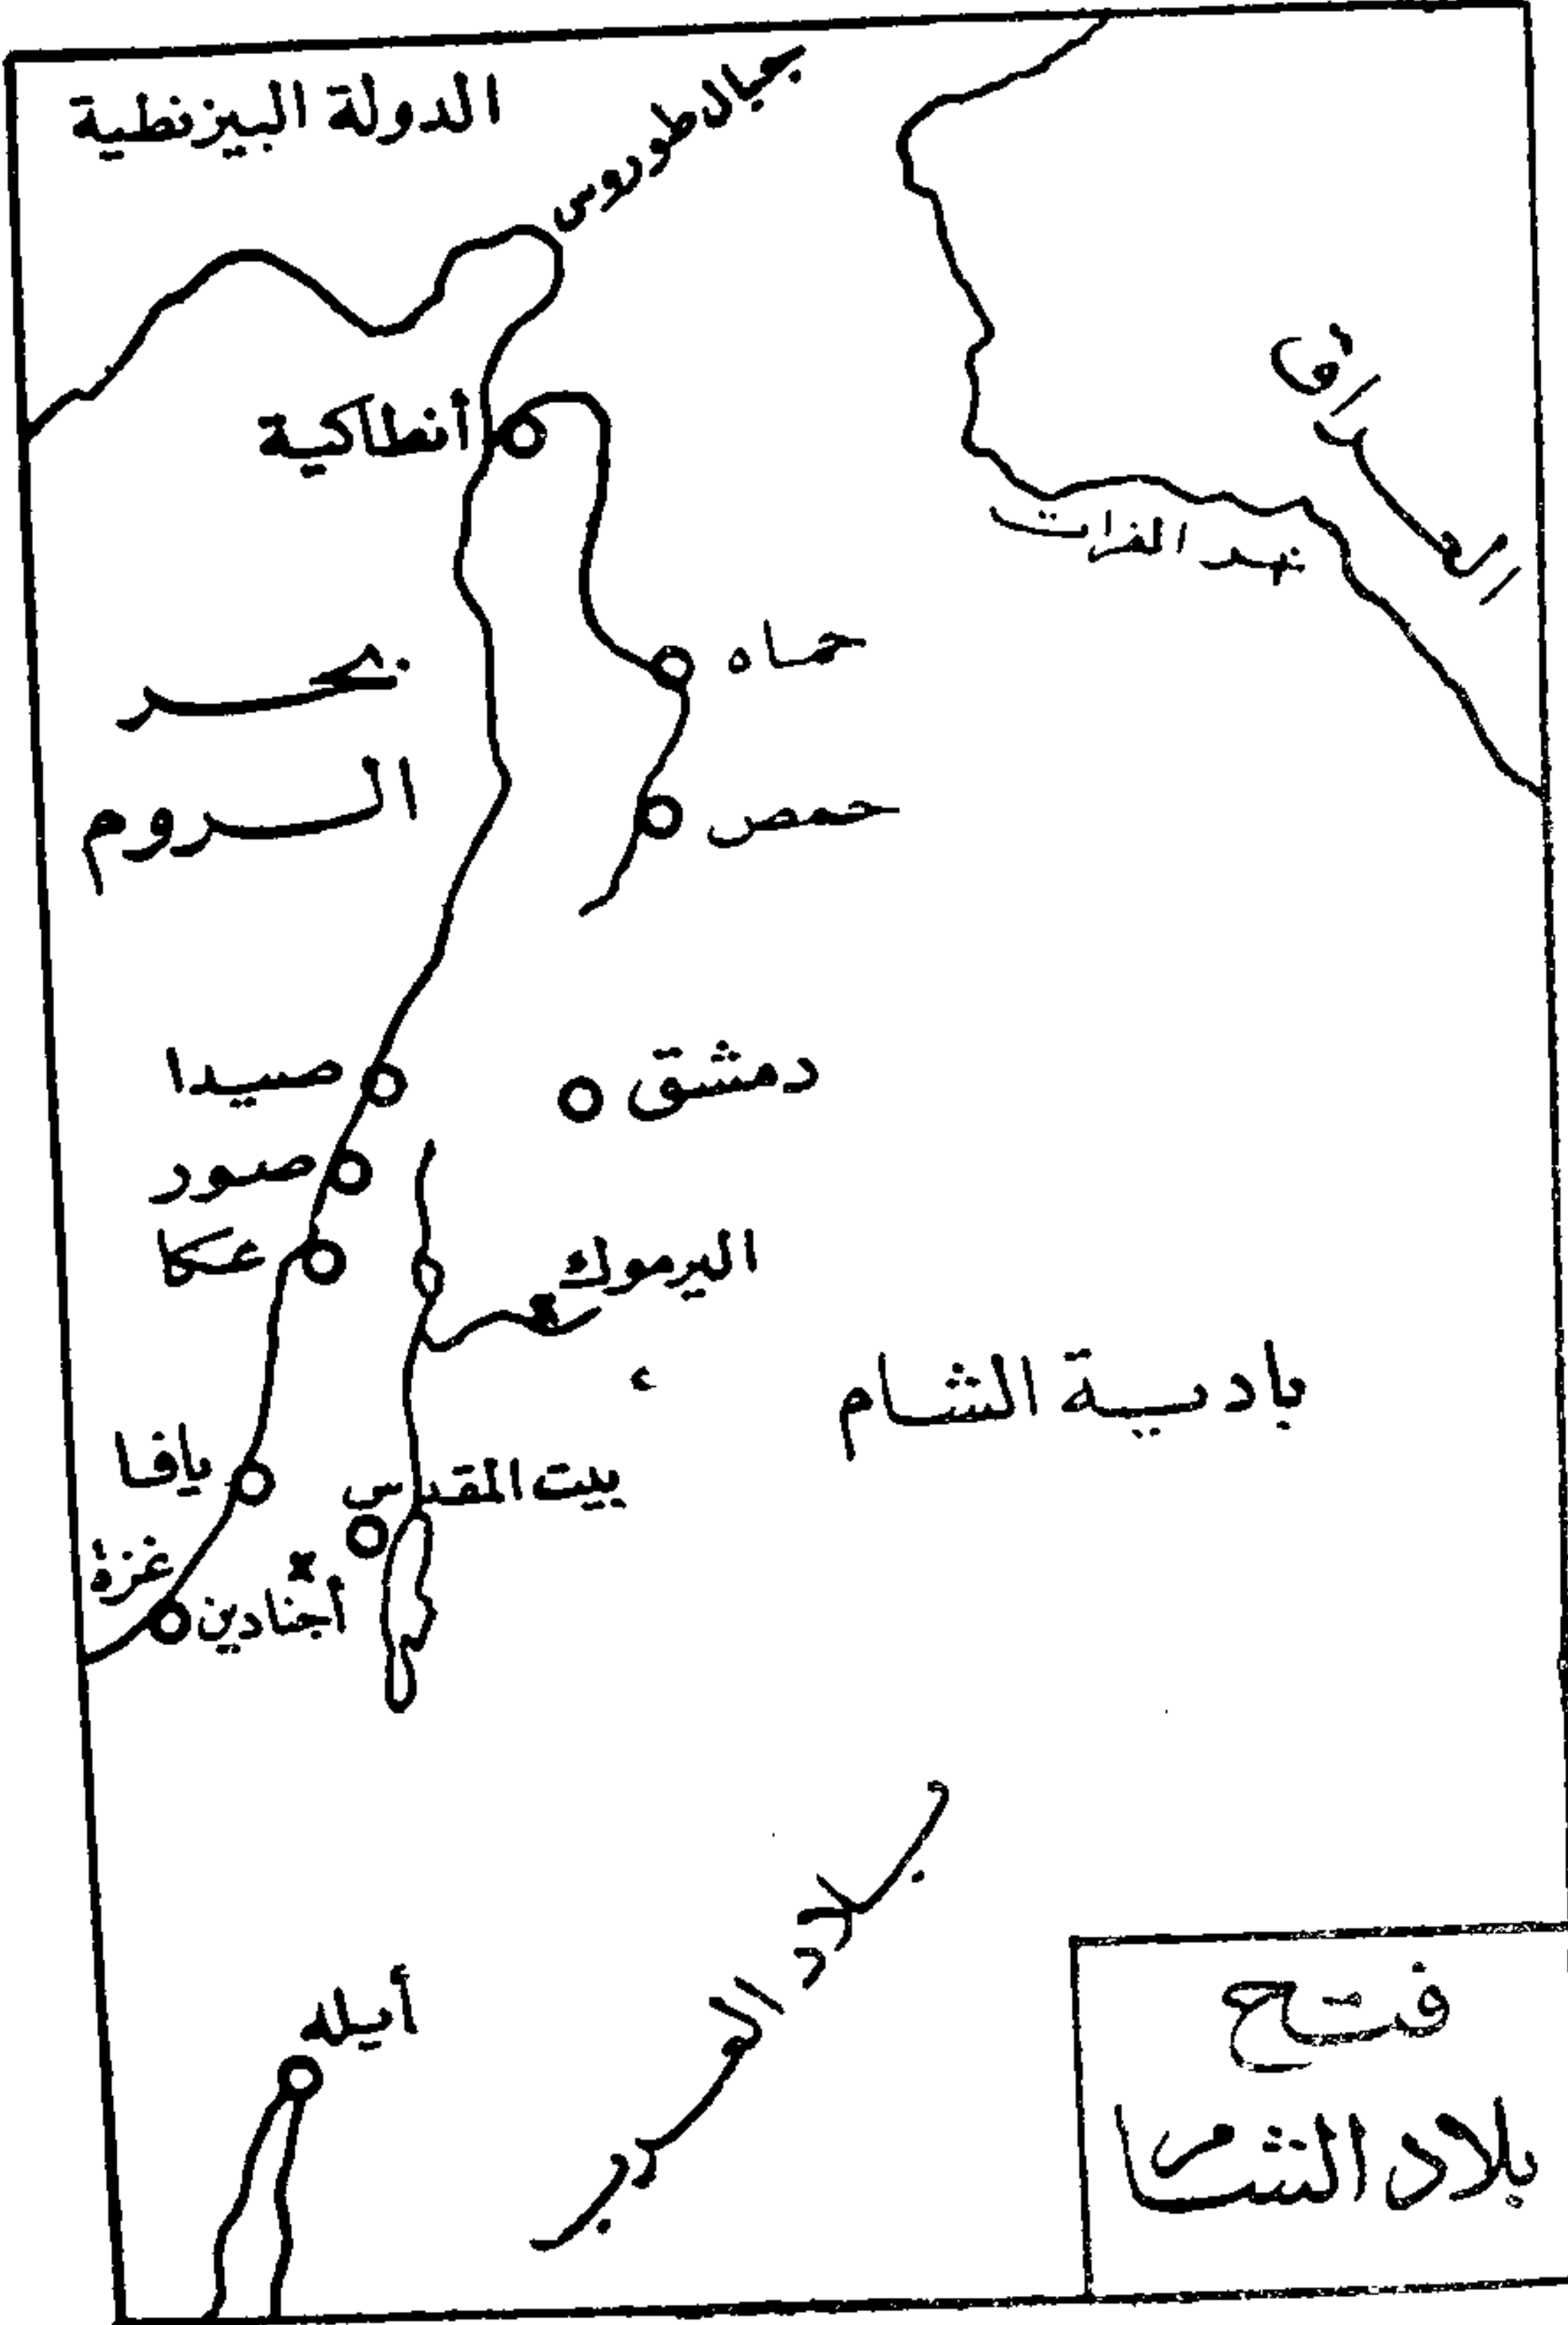 الدولة البيزنطية
جبال طوروس
العراق
أنطاكية
نهر الفرات
حماه
بحر
الروم
حمص
صيدا
دمشق
صور
عكا
اليرموك
بادية الشام
يافا
بيت المقدس
غزة
أجنادين
بلاد العرب
أيله
فتح
بلاد الشام